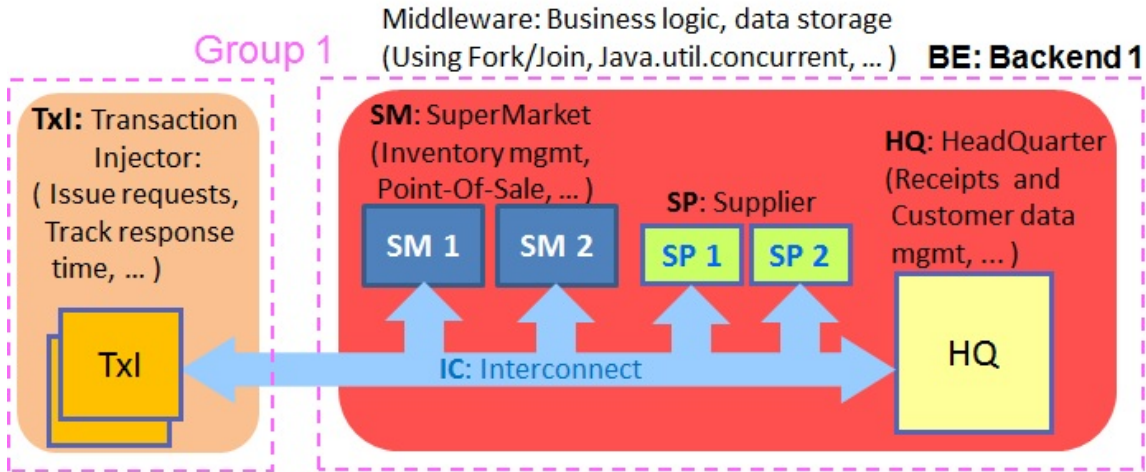 Middleware: Business logic, data storage
(Using Fork/Join, Java.util.concurrent, ... )
Group 1
BE: Backend 1
TxI: Transaction
Injector:
( Issue requests,
Track response
time, ... )
TxI
SM: SuperMarket
(Inventory mgmt,
Point-Of-Sale, ... )
SM 1
SM 2
SP: Supplier
SP 1
SP 2
HQ: HeadQuarter
(Receipts and
Customer data
mgmt, ... )
HQ
IC: Interconnect